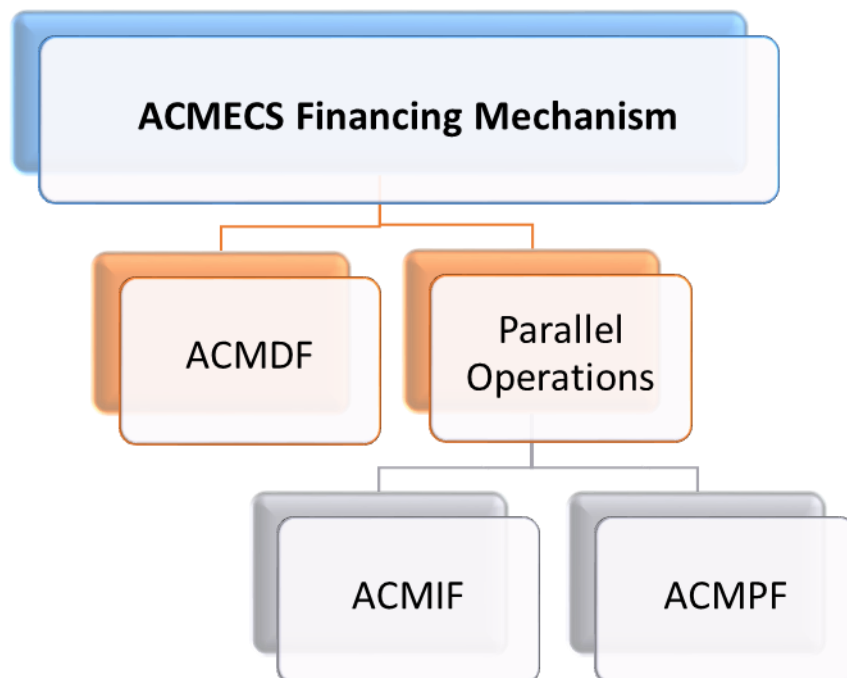 ACMECS Financing Mechanism
ACMDF
Parallel
Operations
ACMIF
ACMPF